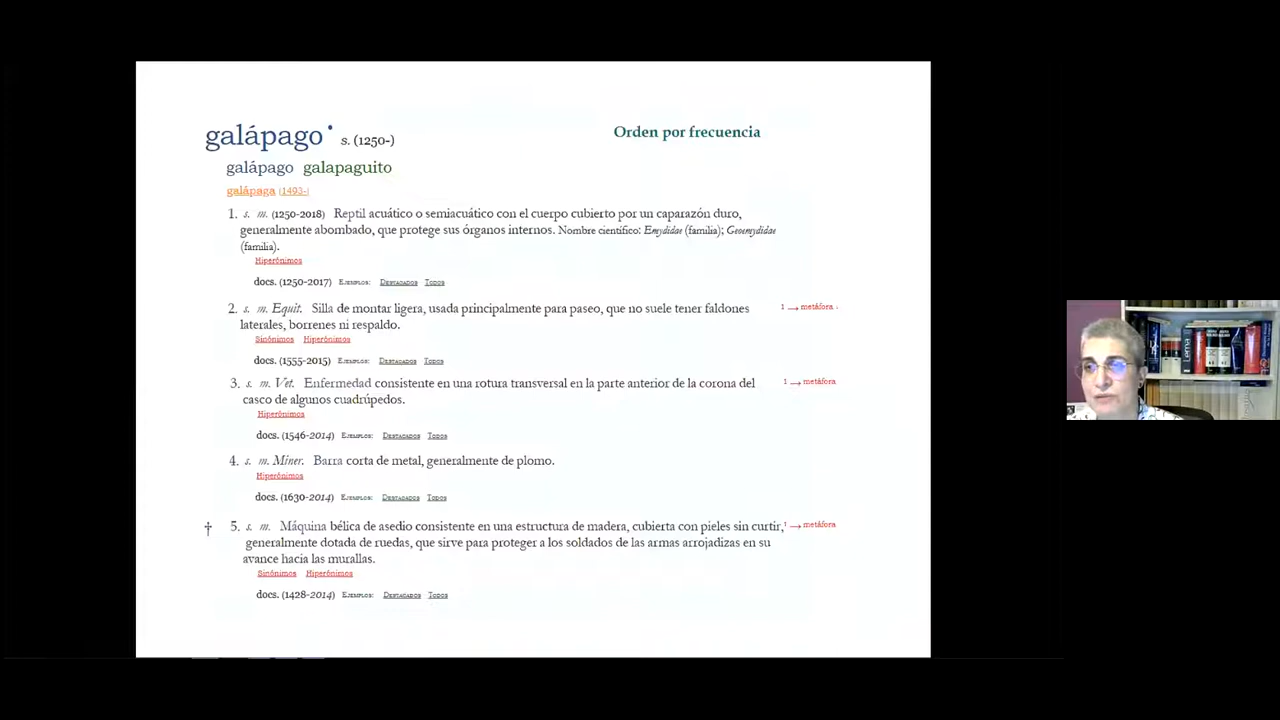 galápago• s. (1250-)
Orden por frecuencia
galápago galapaguito
galápaga (1493-)
1. s. m. (1250-2018) Reptil acuático o semiacuático con el cuerpo cubierto por un caparazón duro,
generalmente abombado, que protege sus órganos internos. Nombre científico: Emydidae (familia); Geoemydidae
(familia).
Hiperónimos
docs. (1250-2017) EJEMPLOS: DESTACADOS TODOS
2. s. m. Equit. Silla de montar ligera, usada principalmente para paseo, que no suele tener faldones
1 → metáfora
laterales, borrenes ni respaldo.
Sinónimos Hiperónimos
docs. (1555-2015) EJEMPLOS: DESTACADOS TODOS
3. s. m. Vet. Enfermedad consistente en una rotura transversal en la parte anterior de la corona del
1 → metáfora
casco de algunos cuadrúpedos.
Hiperónimos
docs. (1546-2014) EJEMPLOS: DESTACADOS TODOS
4. s. m. Miner. Barra corta de metal, generalmente de plomo.
Hiperónimos
docs. (1630-2014) EJEMPLOS: DESTACADOS TODOS
† 5. s. m. Máquina bélica de asedio consistente en una estructura de madera, cubierta con pieles sin curtir,
1 → metáfora
generalmente dotada de ruedas, que sirve para proteger a los soldados de las armas arrojadizas en su
avance hacia las murallas.
Sinónimos Hiperónimos
docs. (1428-2014) EJEMPLOS: DESTACADOS TODOS
Lema